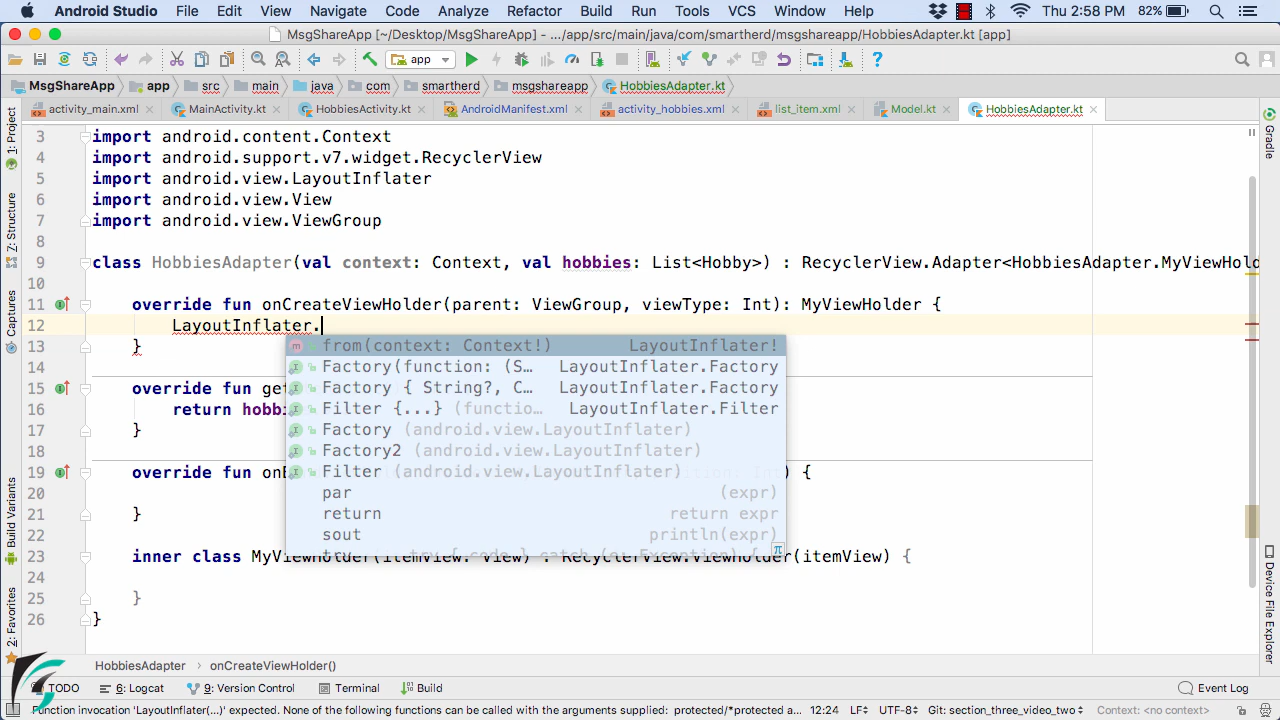 Android Studio File Edit View Navigate Code Analyze Refactor Build Run Tools VCS Window Help Thu 2:58 PM 82%
MsgShareApp [~/Desktop/MsgShareApp] - .../app/src/main/java/com/smartherd/msgshareapp/HobbiesAdapter.kt [app]
app
MsgShareApp app src main java com smartherd msgshareapp HobbiesAdapter.kt
activity_main.xml MainActivity.kt HobbiesActivity.kt AndroidManifest.xml activity_hobbies.xml list_item.xml Model.kt HobbiesAdapter.kt
1: Project
7: Structure
Captures
Build Variants
2: Favorites
3 import android.content.Context
4 import android.support.v7.widget.RecyclerView
5 import android.view.LayoutInflater
6 import android.view.View
7 import android.view.ViewGroup
8
9 class HobbiesAdapter(val context: Context, val hobbies: List<Hobby>) : RecyclerView.Adapter<HobbiesAdapter.MyViewHold
10
11 override fun onCreateViewHolder(parent: ViewGroup, viewType: Int): MyViewHolder {
12 LayoutInflater.
13 }
14
15 override fun get
16 return hobbi
17 }
18
19 override fun onB Int) {
20
21 }
22
23 inner class MyViewHolder(itemView: View) : RecyclerView.ViewHolder(itemView) {
24
25 }
26 }
from(context: Context!) LayoutInflater!
Factory(function: (S... LayoutInflater.Factory
Factory { String?, C... LayoutInflater.Factory
Filter {...} (functio... LayoutInflater.Filter
Factory (android.view.LayoutInflater)
Factory2 (android.view.LayoutInflater)
Filter (android.view.LayoutInflater)
par (expr)
return return expr
sout println(expr)
try try { code } catch (e: Exception) {
π
Gradle
Device File Explorer
HobbiesAdapter › onCreateViewHolder()
TODO 6: Logcat 9: Version Control Terminal Build Event Log
Function invocation 'LayoutInflater(...)' expected. None of the following functions can be called with the arguments supplied: protected/*protected a... 12:24 LF÷ UTF-8÷ Git: section_three_video_two÷ Context: <no context>